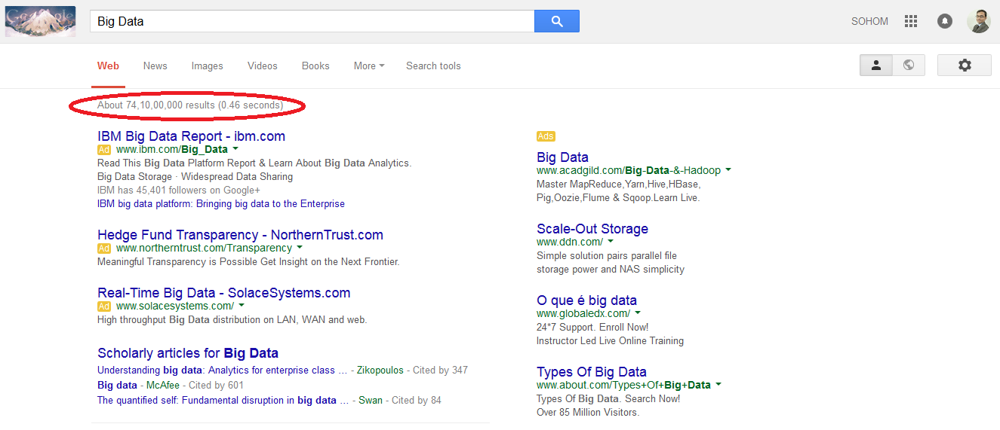 Google
Big Data
SOHOM
Web News Images Videos Books More Search tools
About 74,10,00,000 results (0.46 seconds)
IBM Big Data Report - ibm.com
Ad www.ibm.com/Big_Data
Read This Big Data Platform Report & Learn About Big Data Analytics.
Big Data Storage · Widespread Data Sharing
IBM has 45,401 followers on Google+
IBM big data platform: Bringing big data to the Enterprise
Hedge Fund Transparency - NorthernTrust.com
Ad www.northerntrust.com/Transparency
Meaningful Transparency is Possible Get Insight on the Next Frontier.
Real-Time Big Data - SolaceSystems.com
Ad www.solacesystems.com/
High throughput Big Data distribution on LAN, WAN and web.
Scholarly articles for Big Data
Understanding big data: Analytics for enterprise class ... - Zikopoulos - Cited by 347
Big data - McAfee - Cited by 601
The quantified self: Fundamental disruption in big data ... - Swan - Cited by 84
Ads
Big Data
www.acadgild.com/Big-Data-&-Hadoop
Master MapReduce,Yarn,Hive,HBase,
Pig,Oozie,Flume & Sqoop.Learn Live.
Scale-Out Storage
www.ddn.com/
Simple solution pairs parallel file
storage power and NAS simplicity
O que é big data
www.globaledx.com/
24*7 Support. Enroll Now!
Instructor Led Live Online Training
Types Of Big Data
www.about.com/Types+Of+Big+Data
Types Of Big Data. Search Now!
Over 85 Million Visitors.